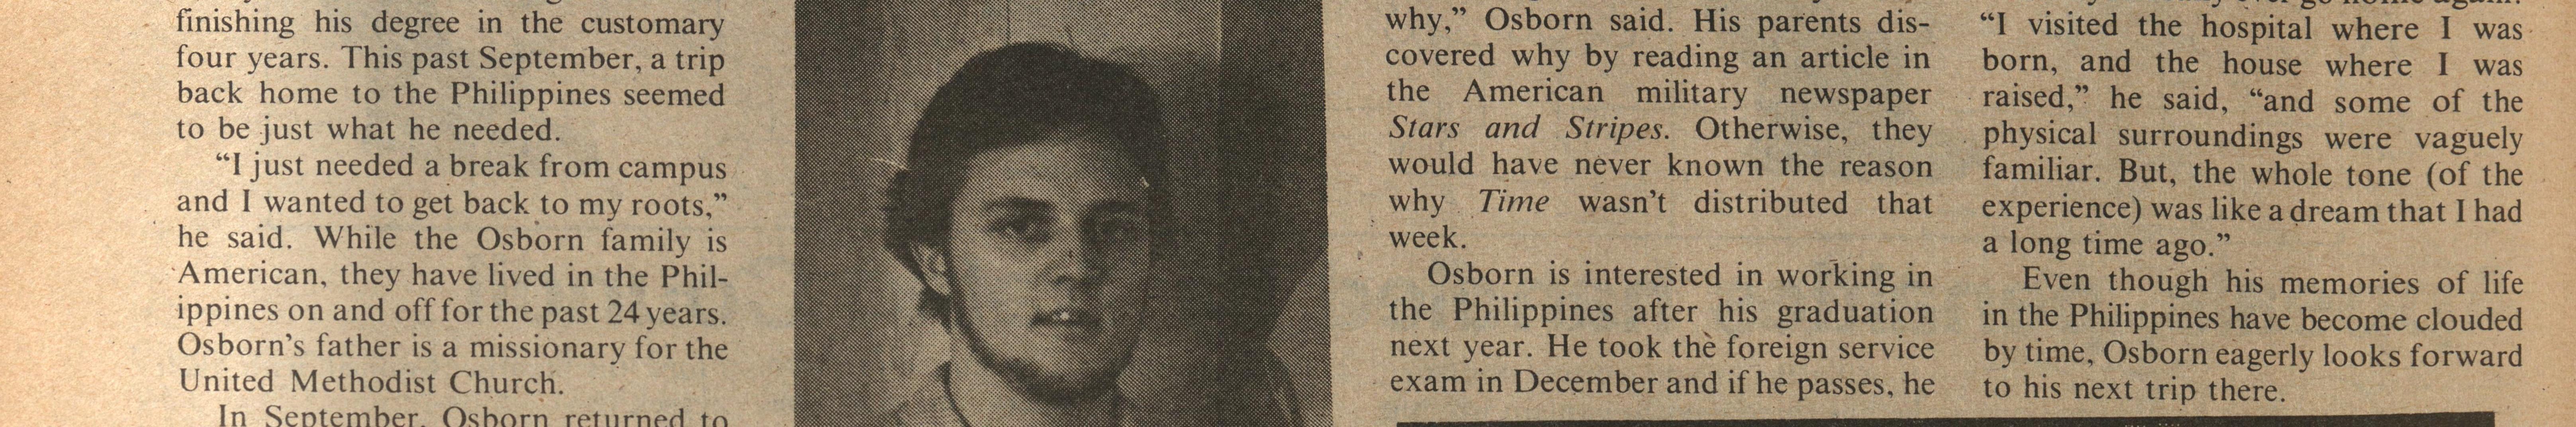 finishing his degree in the customary
four years. This past September, a trip
back home to the Philippines seemed
to be just what he needed.
“I just needed a break from campus
and I wanted to get back to my roots,”
he said. While the Osborn family is
American, they have lived in the Phil-
ippines on and off for the past 24 years.
Osborn’s father is a missionary for the
United Methodist Church.
In September, Osborn returned to
why,” Osborn said. His parents dis-
covered why by reading an article in
the American military newspaper
Stars and Stripes. Otherwise, they
would have never known the reason
why Time wasn’t distributed that
week.
Osborn is interested in working in
the Philippines after his graduation
next year. He took the foreign service
exam in December and if he passes, he
“I visited the hospital where I was
born, and the house where I was
raised,” he said, “and some of the
physical surroundings were vaguely
familiar. But, the whole tone (of the
experience) was like a dream that I had
a long time ago.”
Even though his memories of life
in the Philippines have become clouded
by time, Osborn eagerly looks forward
to his next trip there.